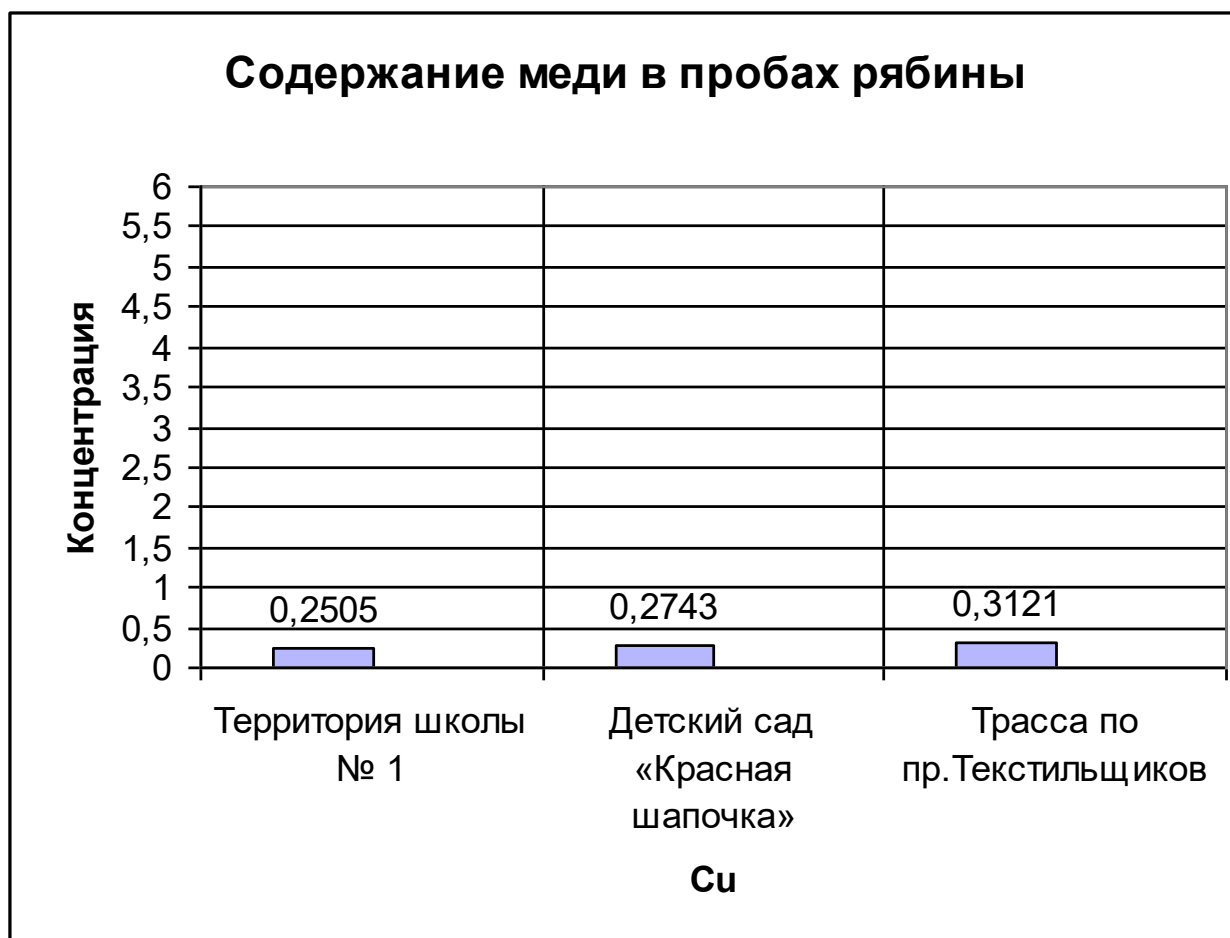 Содержание меди в пробах рябины
Концентрация
6
5,5
5
4,5
4
3,5
3
2,5
2
1,5
1
0,5
0
0,2505
0,2743
0,3121
Территория школы
№ 1
Детский сад
«Красная
шапочка»
Трасса по
пр.Текстильщиков
Cu